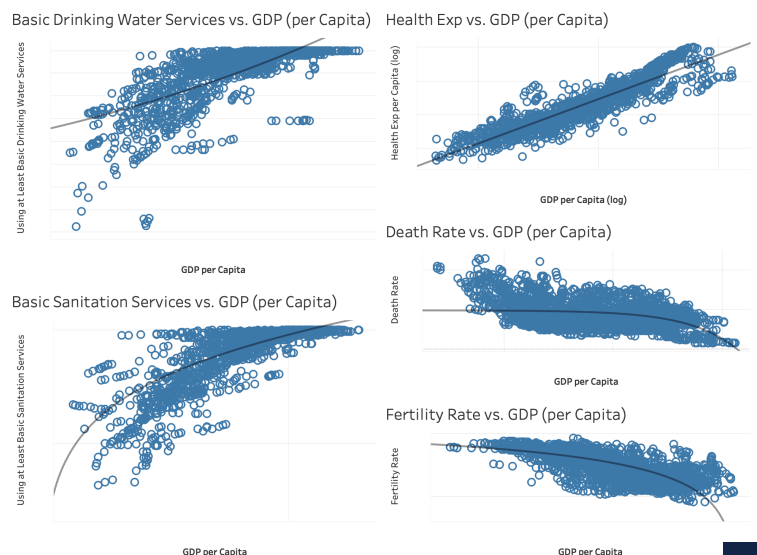 Basic Drinking Water Services vs. GDP (per Capita)
Using at Least Basic Drinking Water Services
GDP per Capita
Basic Sanitation Services vs. GDP (per Capita)
Using at Least Basic Sanitation Services
GDP per Capita
Health Exp vs. GDP (per Capita)
Health Exp per Capita (log)
GDP per Capita (log)
Death Rate vs. GDP (per Capita)
Death Rate
GDP per Capita
Fertility Rate vs. GDP (per Capita)
Fertility Rate
GDP per Capita